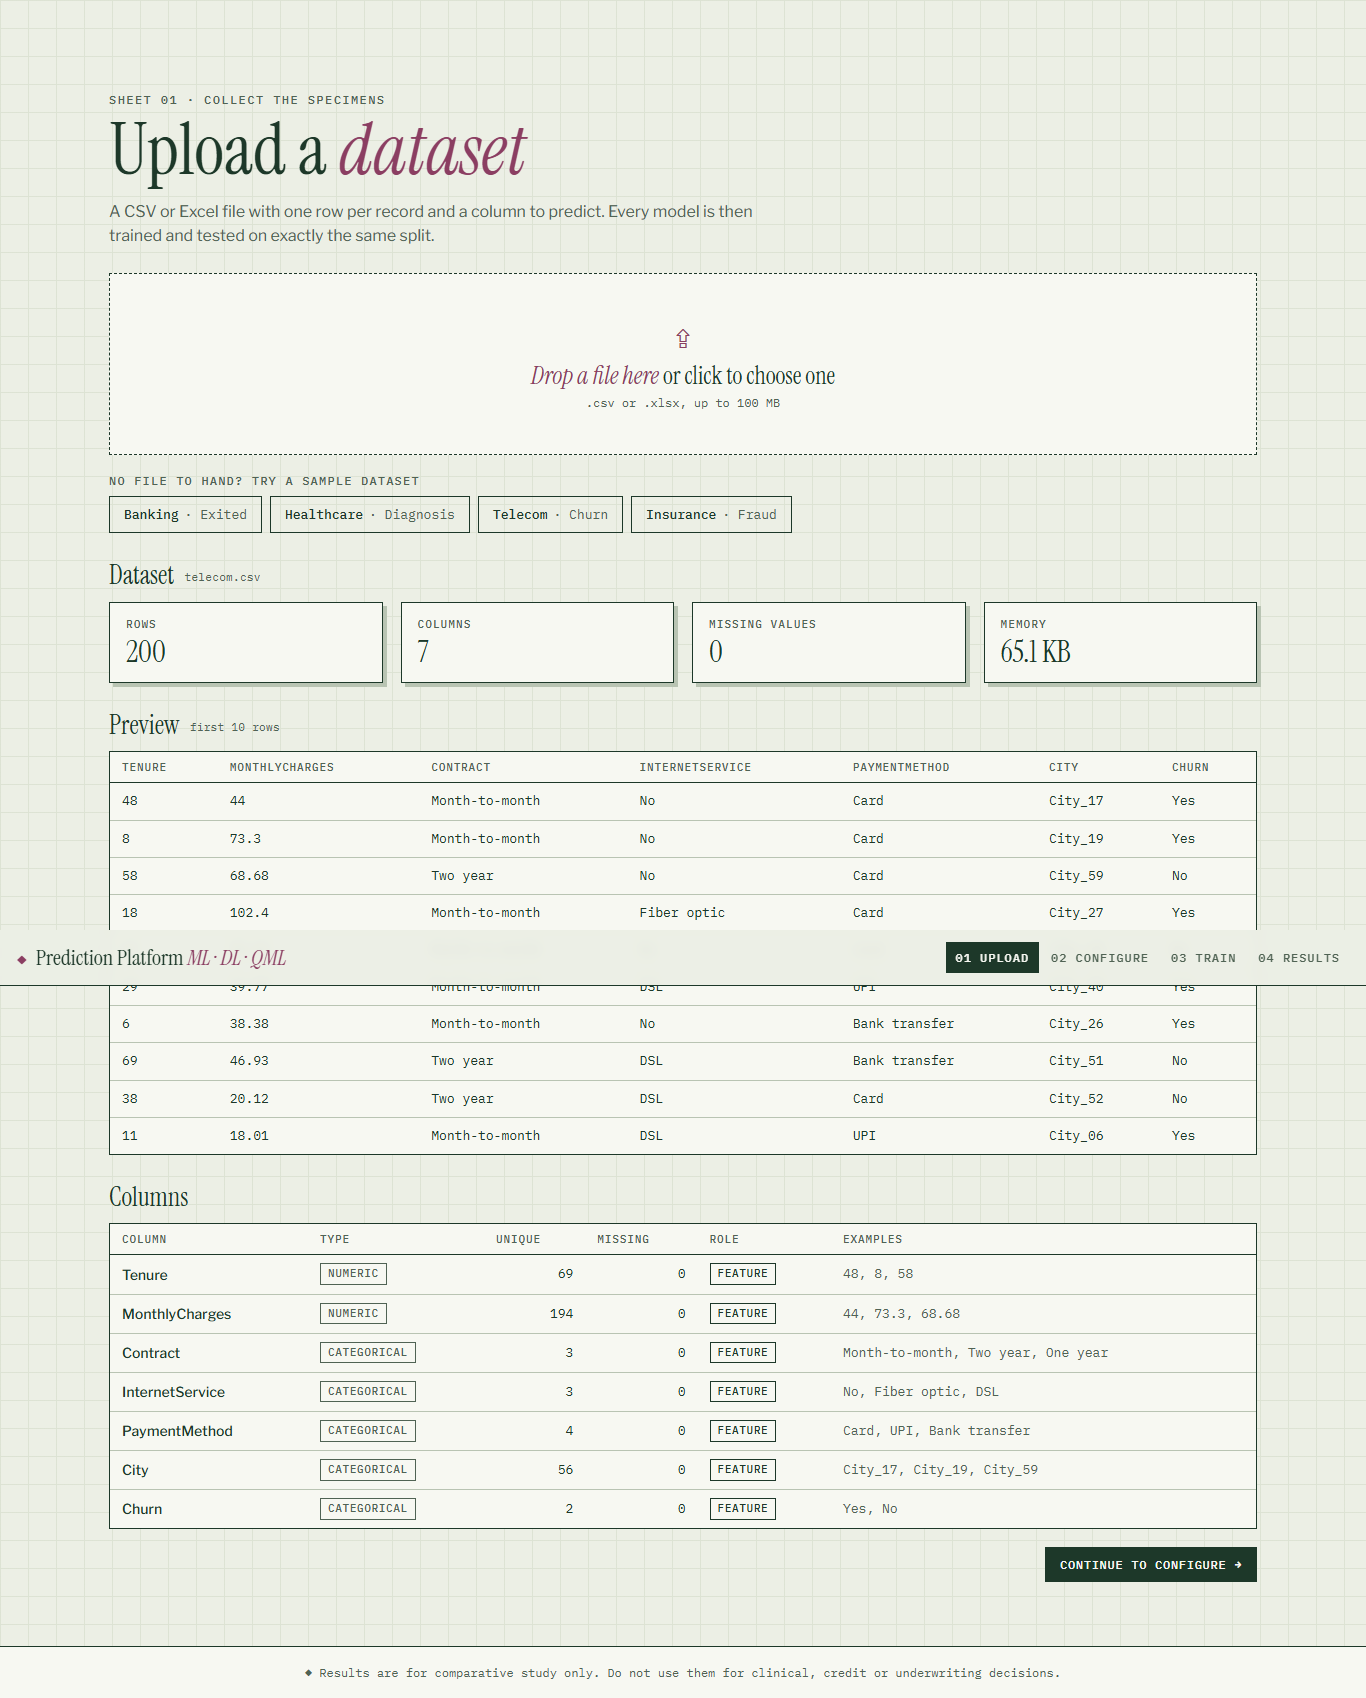 SHEET 01 · COLLECT THE SPECIMENS
Upload a dataset
A CSV or Excel file with one row per record and a column to predict. Every model is then
trained and tested on exactly the same split.
Drop a file here or click to choose one
.csv or .xlsx, up to 100 MB
NO FILE TO HAND? TRY A SAMPLE DATASET
Banking · Exited Healthcare · Diagnosis Telecom · Churn Insurance · Fraud
Dataset telecom.csv
ROWS COLUMNS MISSING VALUES MEMORY
200 7 0 65.1 KB
Preview first 10 rows
TENURE MONTHLYCHARGES CONTRACT INTERNETSERVICE PAYMENTMETHOD CITY CHURN
48 44 Month-to-month No Card City_17 Yes
8 73.3 Month-to-month No Card City_19 Yes
58 68.68 Two year No Card City_59 No
18 102.4 Month-to-month Fiber optic Card City_27 Yes
◆ Prediction Platform ML · DL · QML 01 UPLOAD 02 CONFIGURE 03 TRAIN 04 RESULTS
29 39.77 Month-to-month DSL UPI City_40 Yes
6 38.38 Month-to-month No Bank transfer City_26 Yes
69 46.93 Two year DSL Bank transfer City_51 No
38 20.12 Two year DSL Card City_52 No
11 18.01 Month-to-month DSL UPI City_06 Yes
Columns
COLUMN TYPE UNIQUE MISSING ROLE EXAMPLES
Tenure NUMERIC 69 0 FEATURE 48, 8, 58
MonthlyCharges NUMERIC 194 0 FEATURE 44, 73.3, 68.68
Contract CATEGORICAL 3 0 FEATURE Month-to-month, Two year, One year
InternetService CATEGORICAL 3 0 FEATURE No, Fiber optic, DSL
PaymentMethod CATEGORICAL 4 0 FEATURE Card, UPI, Bank transfer
City CATEGORICAL 56 0 FEATURE City_17, City_19, City_59
Churn CATEGORICAL 2 0 FEATURE Yes, No
CONTINUE TO CONFIGURE →
◆ Results are for comparative study only. Do not use them for clinical, credit or underwriting decisions.